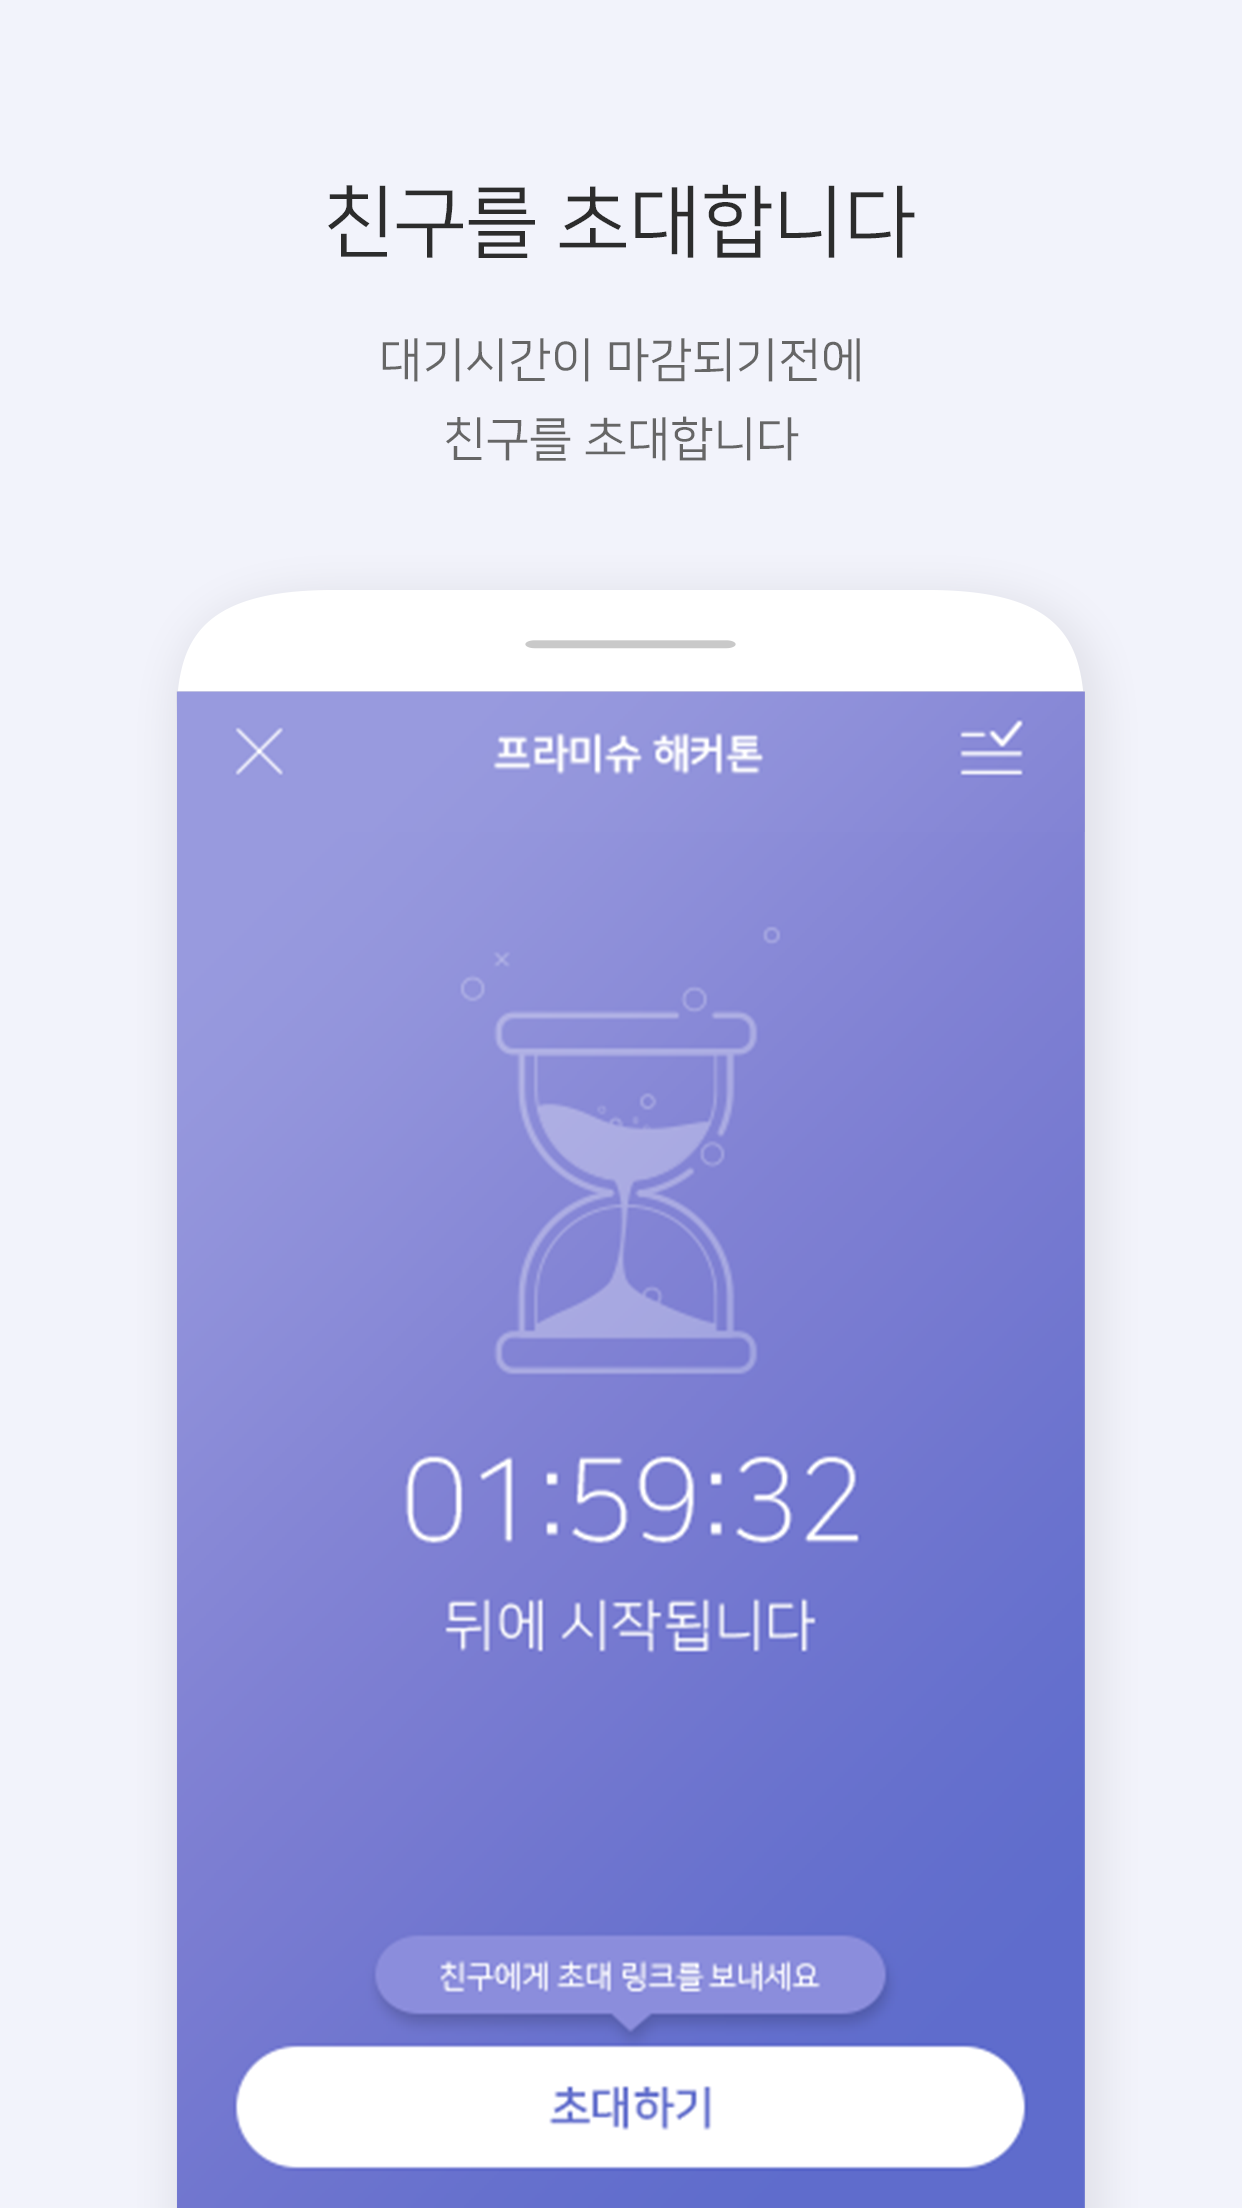 친구를 초대합니다
대기시간이 마감되기전에
친구를 초대합니다
프라미슈 해커톤
01:59:32
뒤에 시작됩니다
친구에게 초대 링크를 보내세요
초대하기